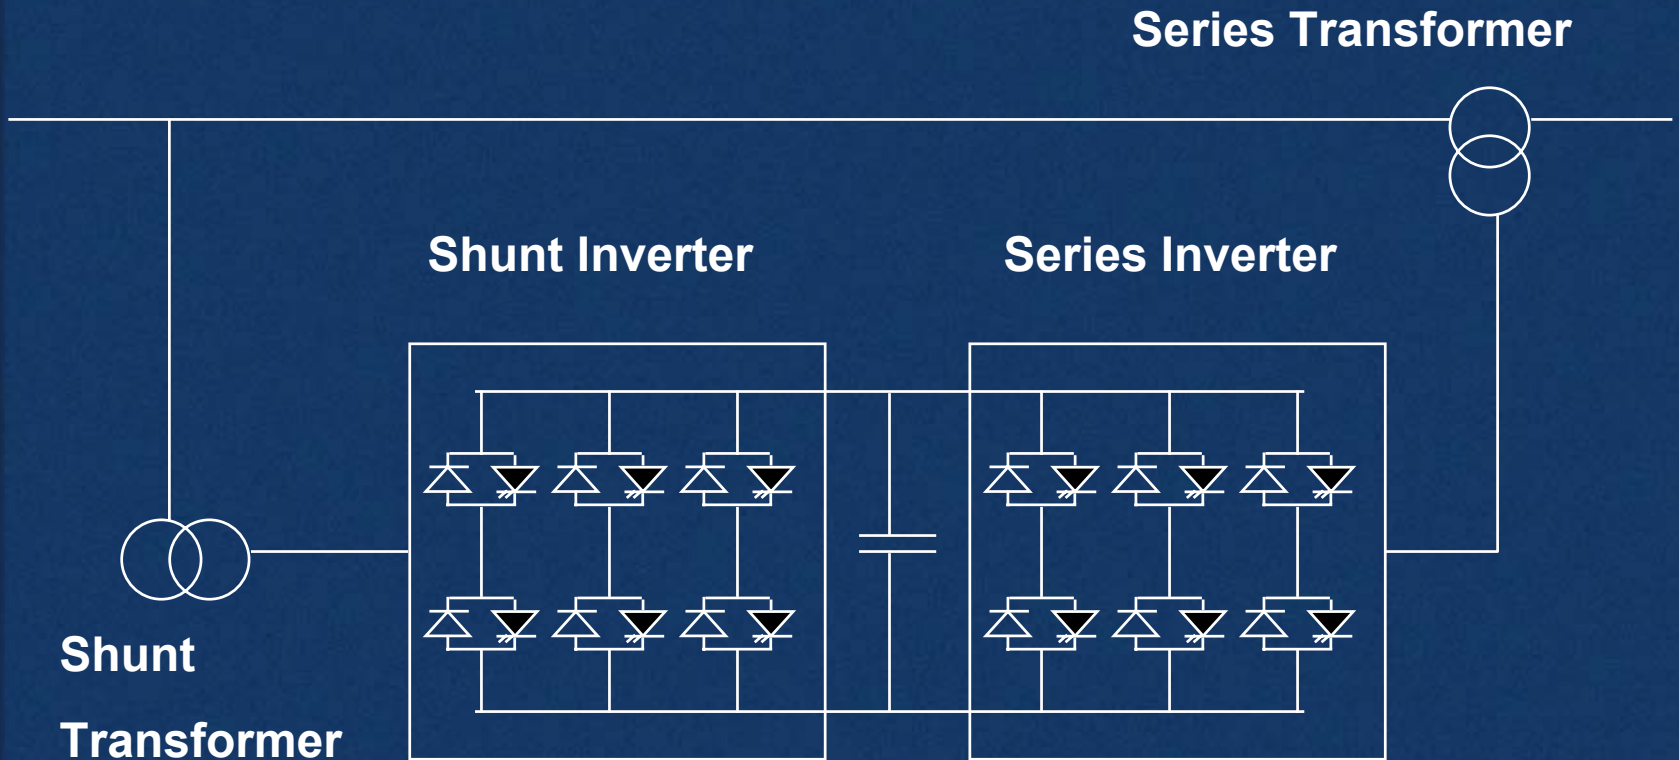 Series Transformer
Shunt Inverter
Series Inverter
Shunt
Transformer